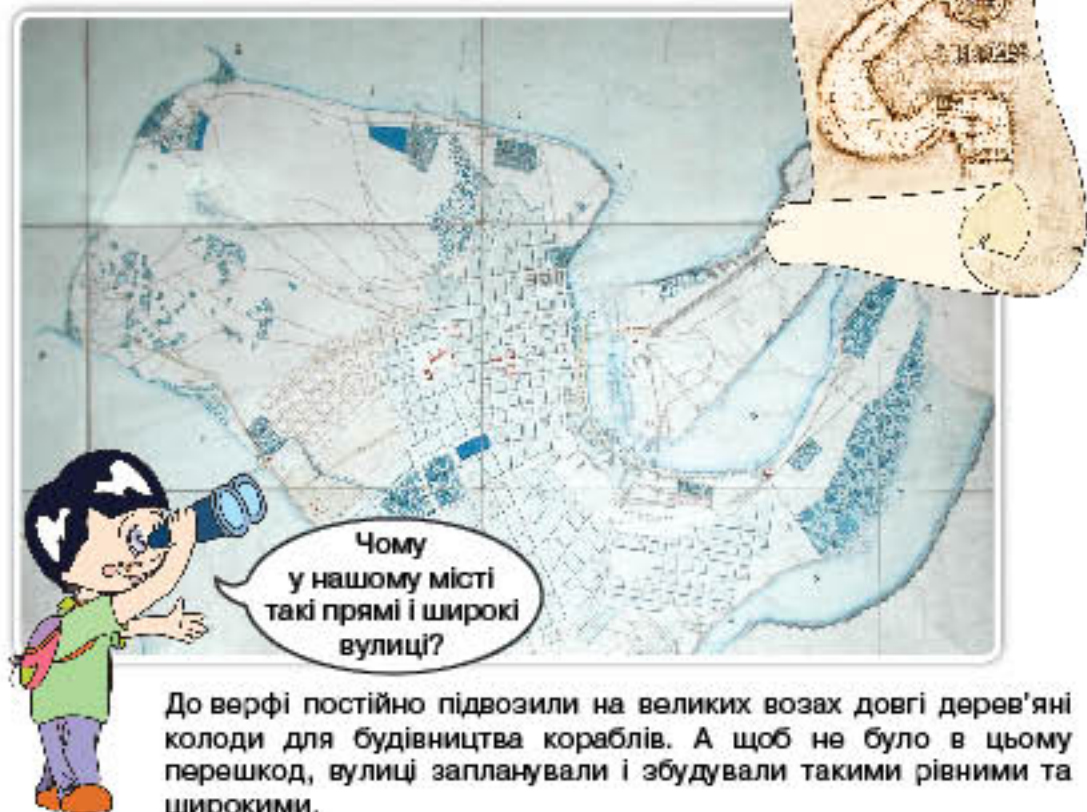 Чому
у нашому місті
такі прямі і широкі
вулиці?
До верфі постійно підвозили на великих возах довгі дерев’яні
колоди для будівництва кораблів. А щоб не було в цьому
перешкод, вулиці запланували і збудували такими рівними та
широкими.